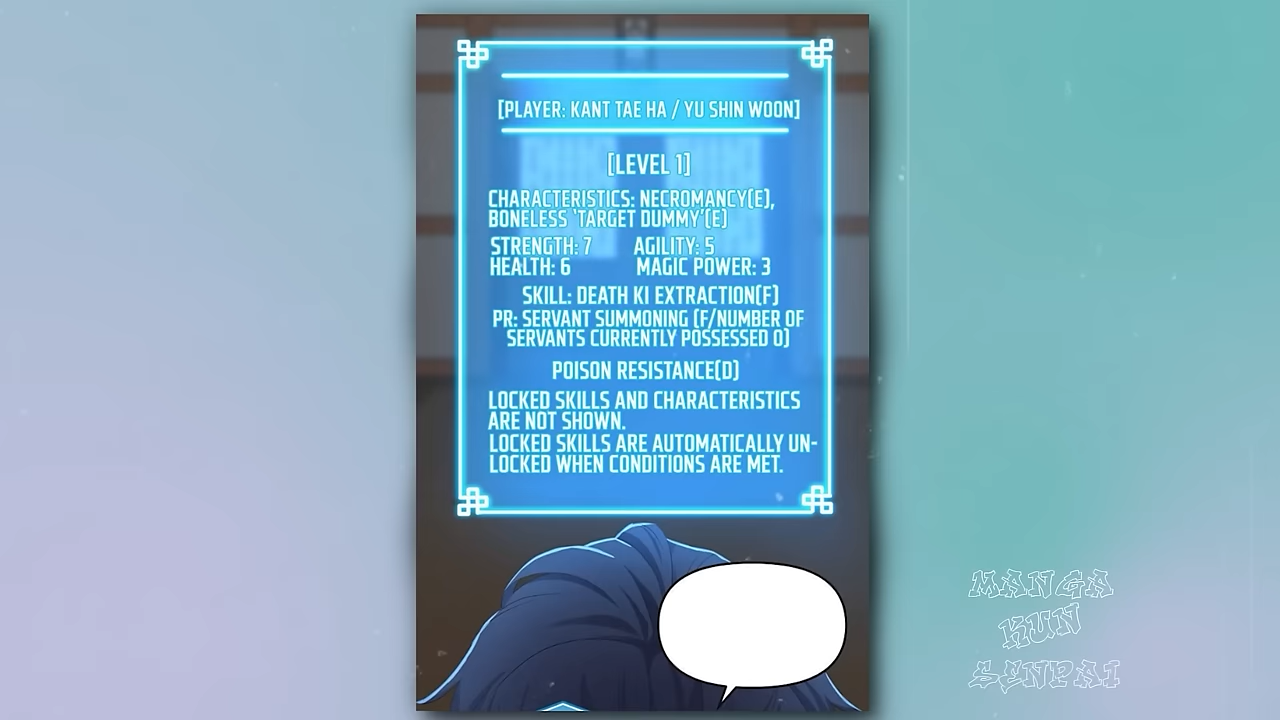 [PLAYER: KANT TAE HA / YU SHIN WOON]
[LEVEL 1]
CHARACTERISTICS: NECROMANCY(E),
BONELESS 'TARGET DUMMY'(E)
STRENGTH: 7 AGILITY: 5
HEALTH: 6 MAGIC POWER: 3
SKILL: DEATH KI EXTRACTION(F)
PR: SERVANT SUMMONING (F/NUMBER OF
SERVANTS CURRENTLY POSSESSED 0)
POISON RESISTANCE(D)
LOCKED SKILLS AND CHARACTERISTICS
ARE NOT SHOWN.
LOCKED SKILLS ARE AUTOMATICALLY UN-
LOCKED WHEN CONDITIONS ARE MET.
MANGA
KUN
SENPAI